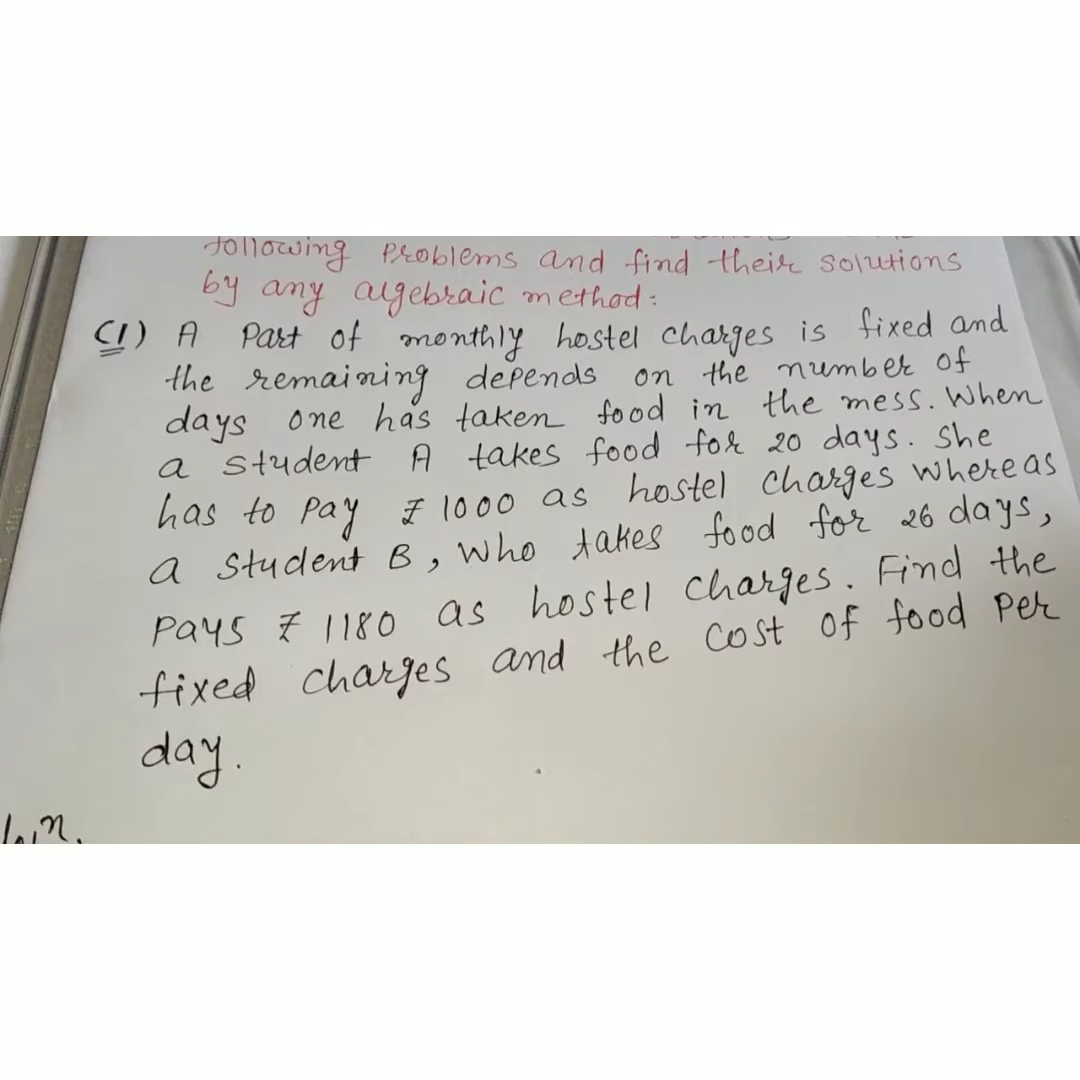 following problems and find their solutions
by any algebraic method:
(1) A Part of monthly hostel charges is fixed and
the remaining depends on the number of
days one has taken food in the mess. When
a student A takes food for 20 days. She
has to pay ₹ 1000 as hostel charges whereas
a student B, who takes food for 26 days,
pays ₹ 1180 as hostel charges. Find the
fixed charges and the cost of food per
day.